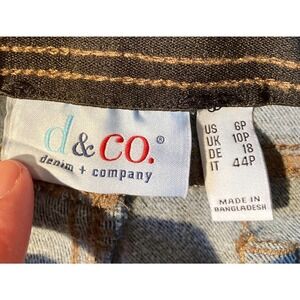 d & co.®
denim + company
US 6P
UK 10P
DE 18
IT 44P
MADE IN
BANGLADESH